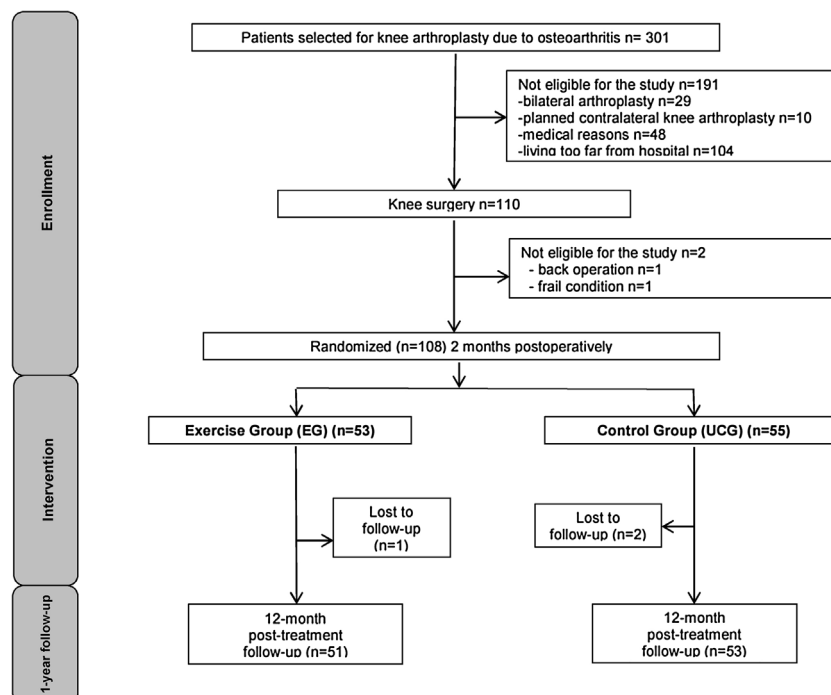 Patients selected for knee arthroplasty due to osteoarthritis n= 301
Not eligible for the study n=191
-bilateral arthroplasty n=29
-planned contralateral knee arthroplasty n=10
-medical reasons n=48
-living too far from hospital n=104
Enrollment
Knee surgery n=110
Not eligible for the study n=2
- back operation n=1
- frail condition n=1
Randomized (n=108) 2 months postoperatively
Intervention
Exercise Group (EG) (n=53)
Control Group (UCG) (n=55)
Lost to
follow-up
(n=1)
Lost to
follow-up (n=2)
1-year follow-up
12-month
post-treatment
follow-up (n=51)
12-month
post-treatment
follow-up (n=53)